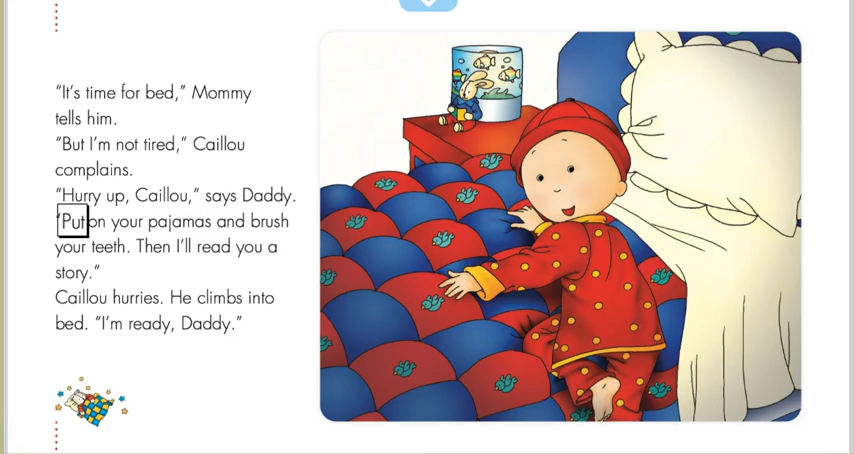 “It’s time for bed,” Mommy
tells him.
“But I’m not tired,” Caillou
complains.
“Hurry up, Caillou,” says Daddy.
“Put on your pajamas and brush
your teeth. Then I’ll read you a
story.”
Caillou hurries. He climbs into
bed. “I’m ready, Daddy.”